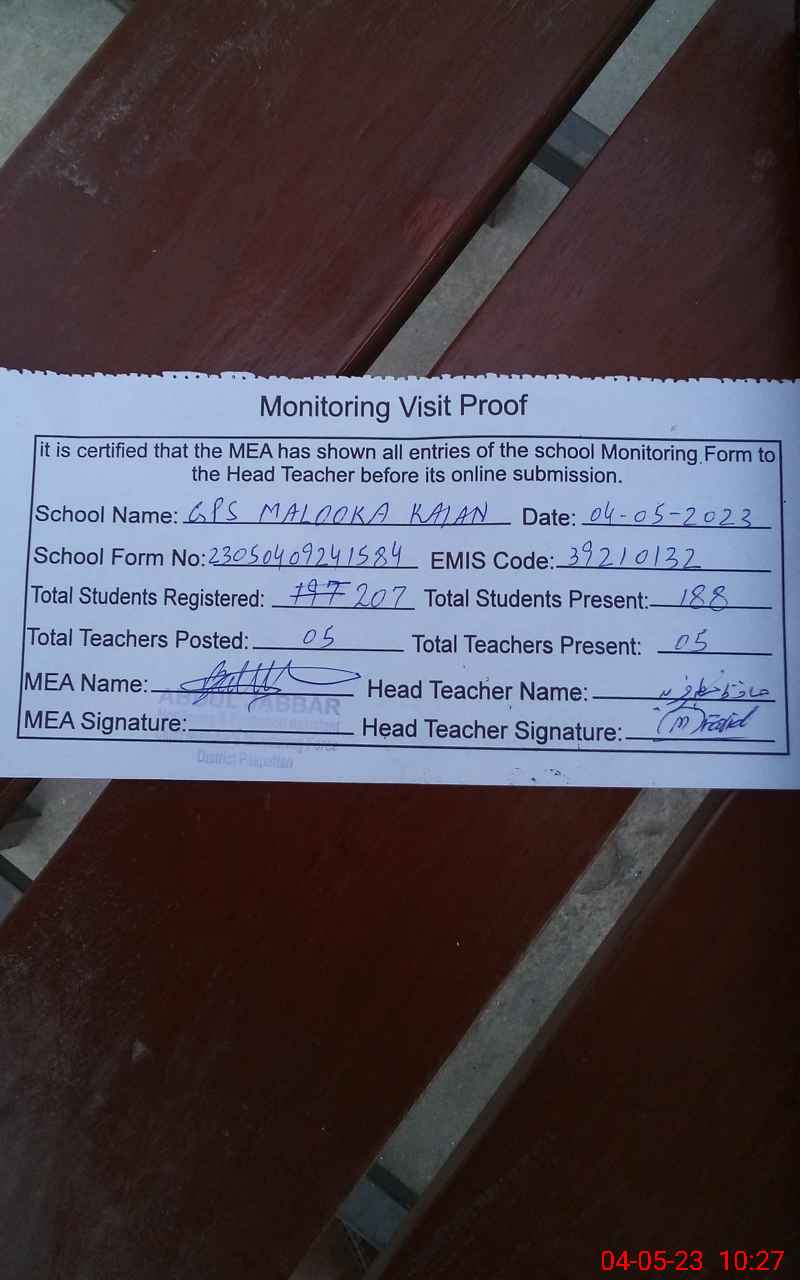 Monitoring Visit Proof
it is certified that the MEA has shown all entries of the school Monitoring Form to
the Head Teacher before its online submission.
School Name: GPS MALOOKA KALAN Date: 04-05-2023
School Form No: 23050409241584 EMIS Code: 39210132
Total Students Registered: 197 207 Total Students Present: 188
Total Teachers Posted: 05 Total Teachers Present: 05
MEA Name: Head Teacher Name:
ABDUL JABBAR
MEA Signature: Head Teacher Signature:
District Pakpattan
04-05-23 10:27